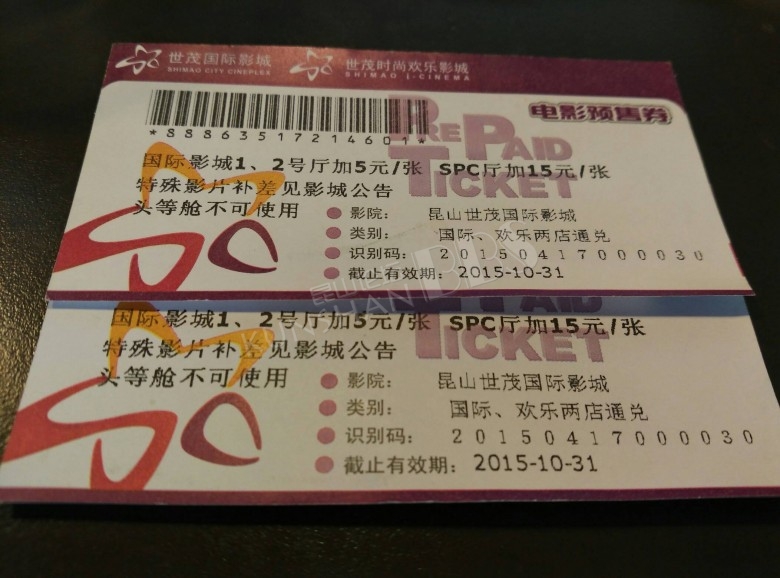 世茂国际影城 世茂时尚欢乐影城
SHIMAO CITY CINEPLEX SHIMAO i-CINEMA
电影预售券
*88863517214601*
PREPAID
TICKET
国际影城1、2号厅加5元/张 SPC厅加15元/张
特殊影片补差见影城公告
头等舱不可使用
影院: 昆山世茂国际影城
类别: 国际、欢乐两店通兑
识别码: 20150417000030
截止有效期: 2015-10-31
PAID
TICKET
国际影城1、2号厅加5元/张 SPC厅加15元/张
特殊影片补差见影城公告
头等舱不可使用
影院: 昆山世茂国际影城
类别: 国际、欢乐两店通兑
识别码: 20150417000030
截止有效期: 2015-10-31